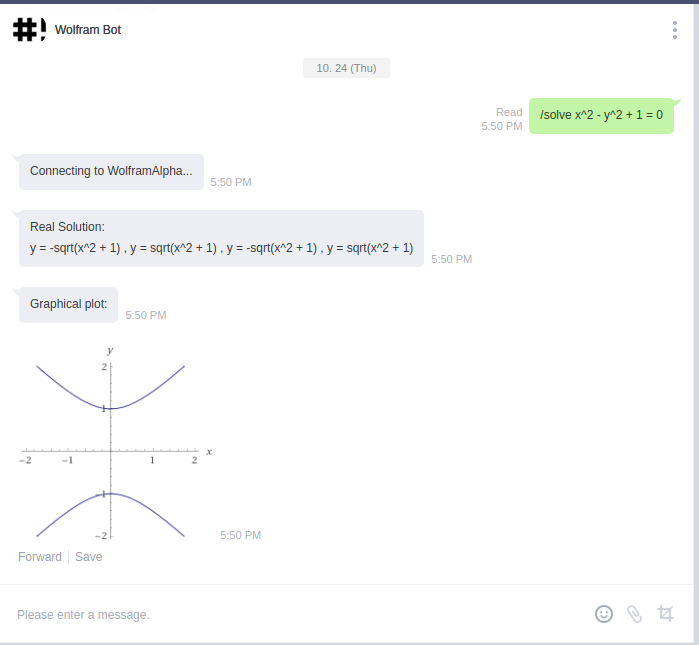 #!
Wolfram Bot
10. 24 (Thu)
Read
5:50 PM
/solve x^2 - y^2 + 1 = 0
Connecting to WolframAlpha...
5:50 PM
Real Solution:
y = -sqrt(x^2 + 1) , y = sqrt(x^2 + 1) , y = -sqrt(x^2 + 1) , y = sqrt(x^2 + 1)
5:50 PM
Graphical plot:
5:50 PM
y
2
1
x
-2 -1 1 2
-1
-2
5:50 PM
Forward | Save
Please enter a message.